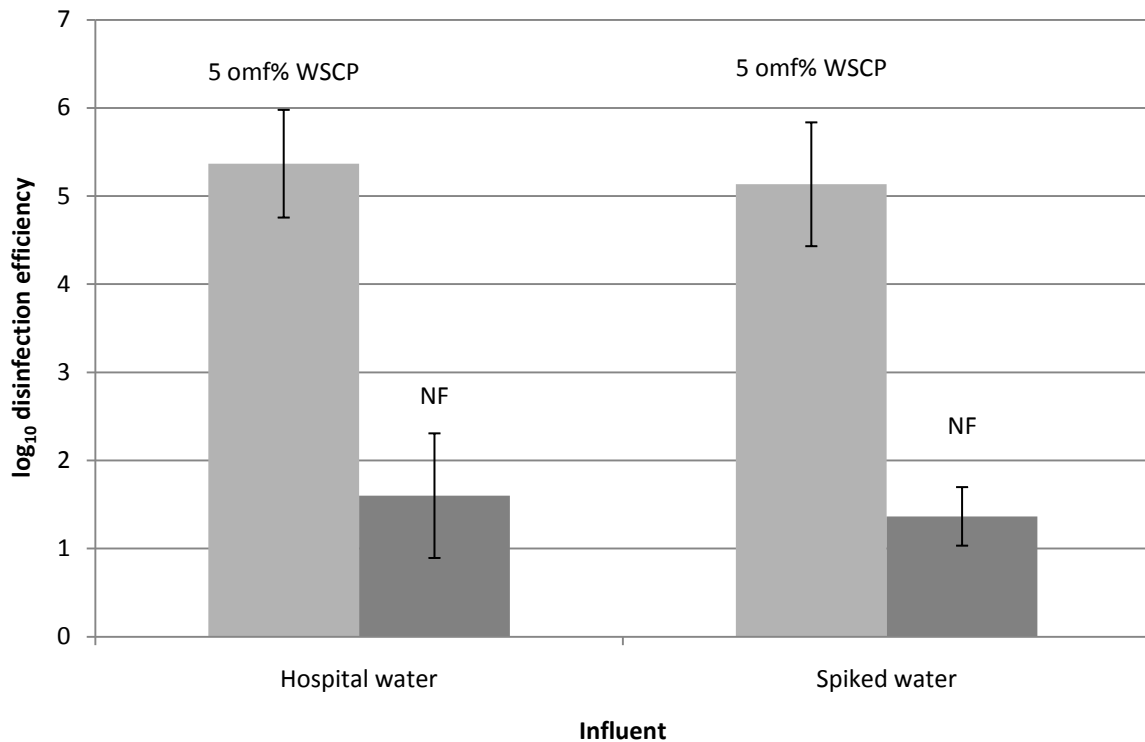 7
5 omf% WSCP
5 omf% WSCP
6
5
4
3
NF
NF
2
1
0
log₁₀ disinfection efficiency
Hospital water
Spiked water
Influent